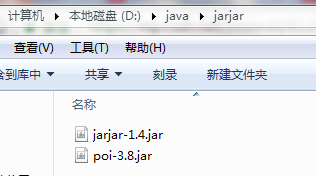 计算机 本地磁盘 (D:) java jarjar
查看(V) 工具(T) 帮助(H)
含到库中 共享 刻录 新建文件夹
名称
jarjar-1.4.jar
poi-3.8.jar